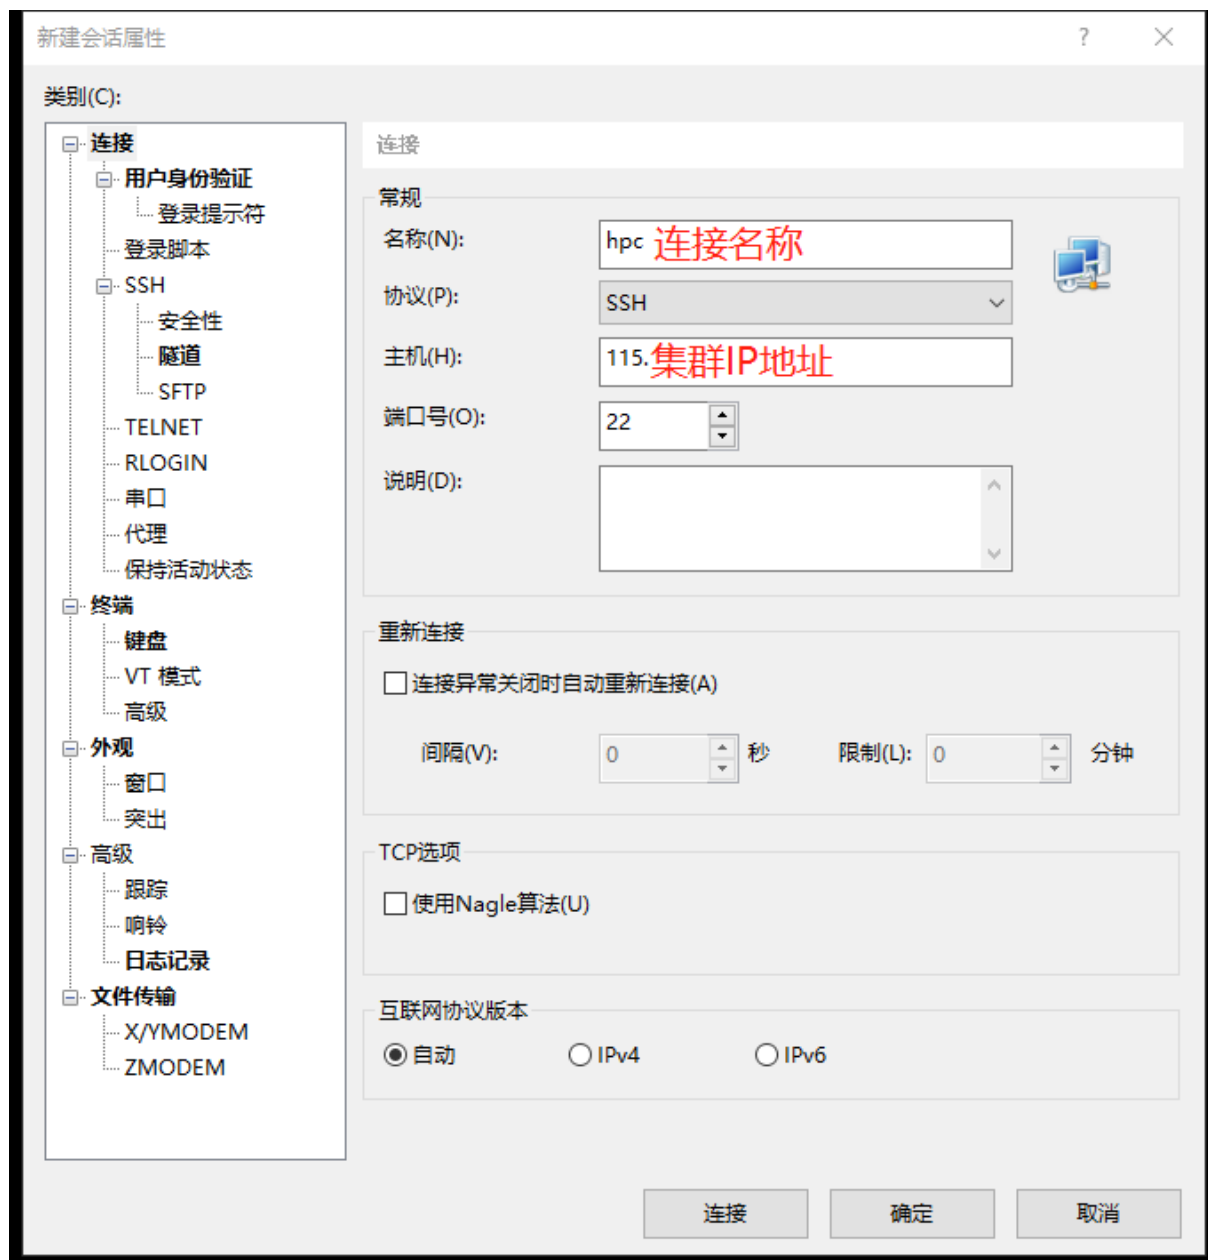 新建会话属性
?
类别(C):
连接
用户身份验证
登录提示符
登录脚本
SSH
安全性
隧道
SFTP
TELNET
RLOGIN
串口
代理
保持活动状态
终端
键盘
VT 模式
高级
外观
窗口
突出
高级
跟踪
响铃
日志记录
文件传输
X/YMODEM
ZMODEM
连接
常规
名称(N): hpc 连接名称
协议(P): SSH
主机(H): 115.集群IP地址
端口号(O): 22
说明(D):
重新连接
连接异常关闭时自动重新连接(A)
间隔(V): 0 秒 限制(L): 0 分钟
TCP选项
使用Nagle算法(U)
互联网协议版本
自动 IPv4 IPv6
连接 确定 取消